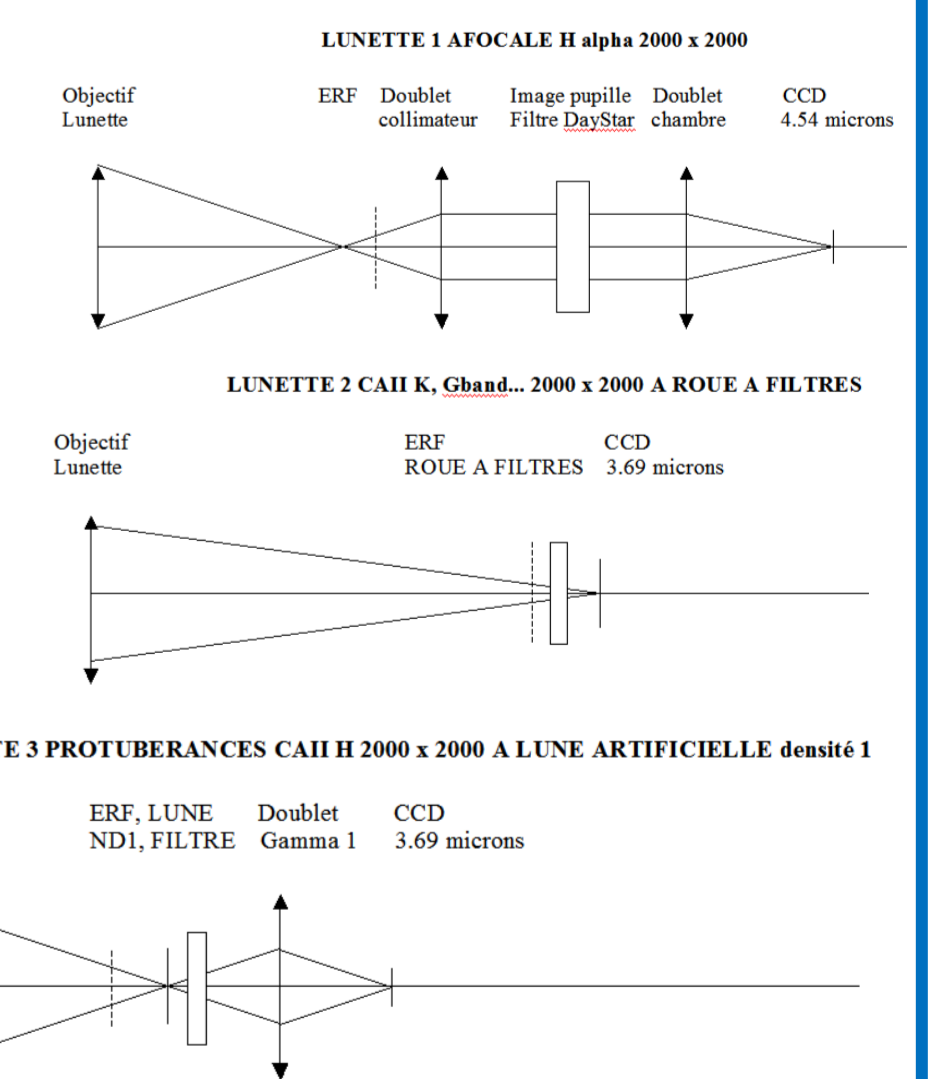 LUNETTE 1 AFOCALE H alpha 2000 x 2000
Objectif ERF Doublet Image pupille Doublet CCD
Lunette collimateur Filtre DayStar chambre 4.54 microns
LUNETTE 2 CAII K, Gband... 2000 x 2000 A ROUE A FILTRES
Objectif ERF CCD
Lunette ROUE A FILTRES 3.69 microns
3 PROTUBERANCES CAII H 2000 x 2000 A LUNE ARTIFICIELLE densité 1
ERF, LUNE Doublet CCD
ND1, FILTRE Gamma 1 3.69 microns